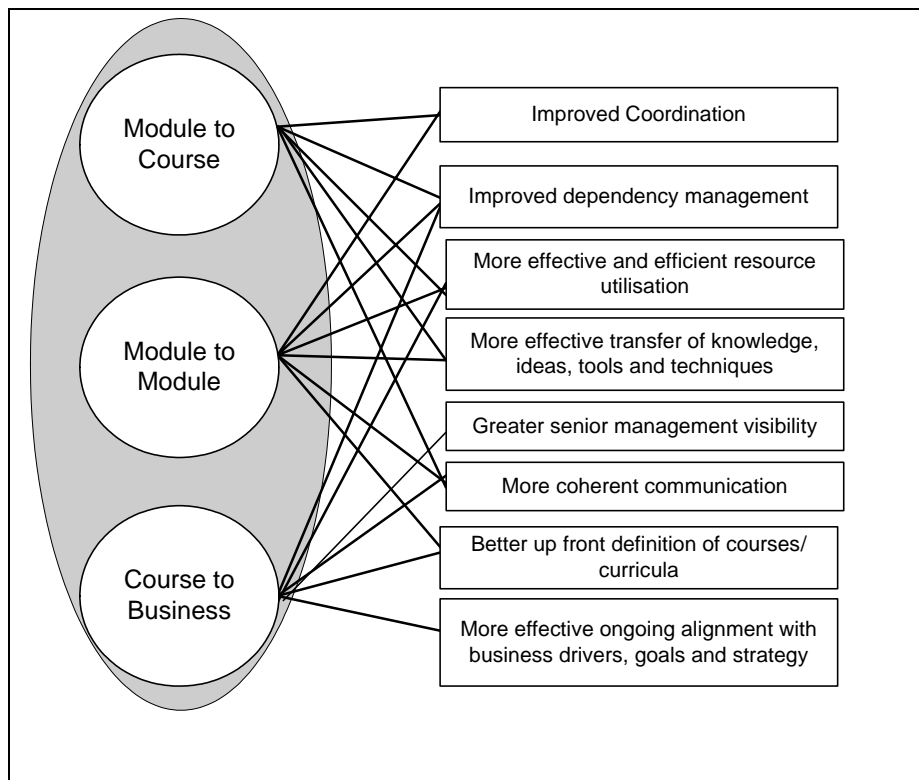 Module to
Course
Module to
Module
Course to
Business
Improved Coordination
Improved dependency management
More effective and efficient resource
utilisation
More effective transfer of knowledge,
ideas, tools and techniques
Greater senior management visibility
More coherent communication
Better up front definition of courses/
curricula
More effective ongoing alignment with
business drivers, goals and strategy